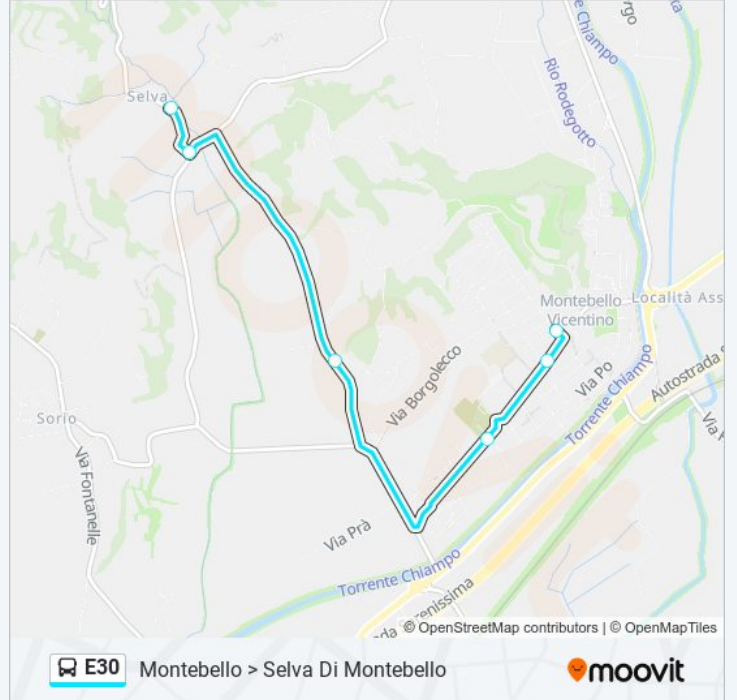 Chiampo
Rio Rodegotto
Selva
Montebello
Vicentino
Località Ass
Via Borgolecco
Via Po
Autostrada
Torrente Chiampo
Sorio
Via Fontanelle
Via Prà
Torrente Chiampo
© OpenStreetMap contributors | © OpenMapTiles
E30 Montebello > Selva Di Montebello
moovit